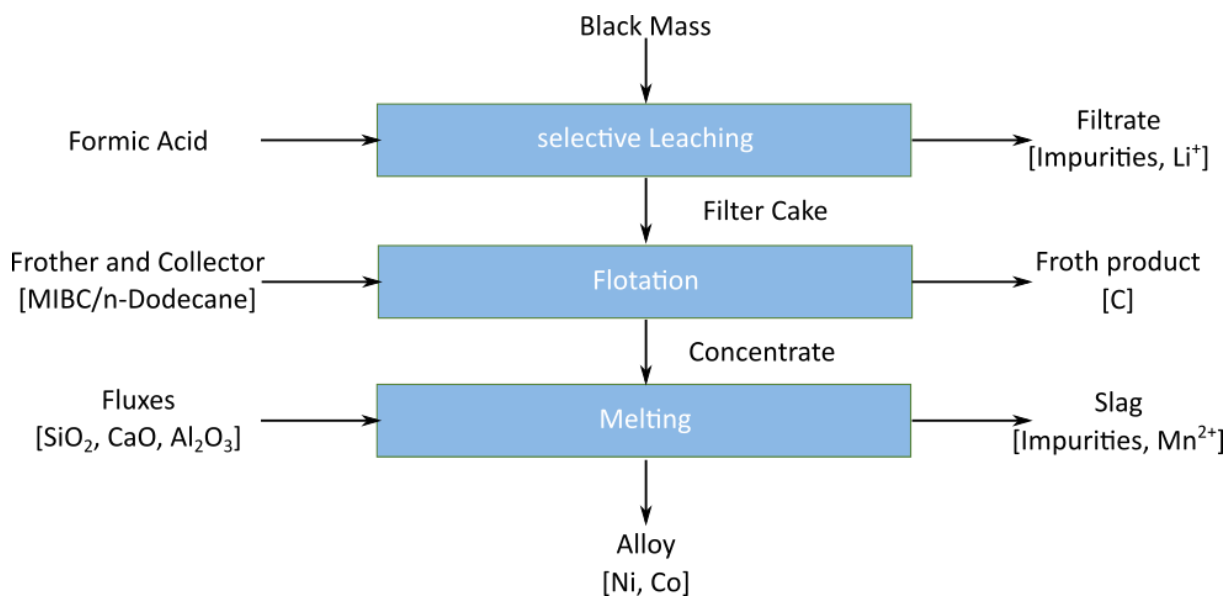 Black Mass
Formic Acid
selective Leaching
Filtrate
[Impurities, Li⁺]
Filter Cake
Frother and Collector
[MIBC/n-Dodecane]
Flotation
Froth product
[C]
Concentrate
Fluxes
[SiO₂, CaO, Al₂O₃]
Melting
Slag
[Impurities, Mn²⁺]
Alloy
[Ni, Co]